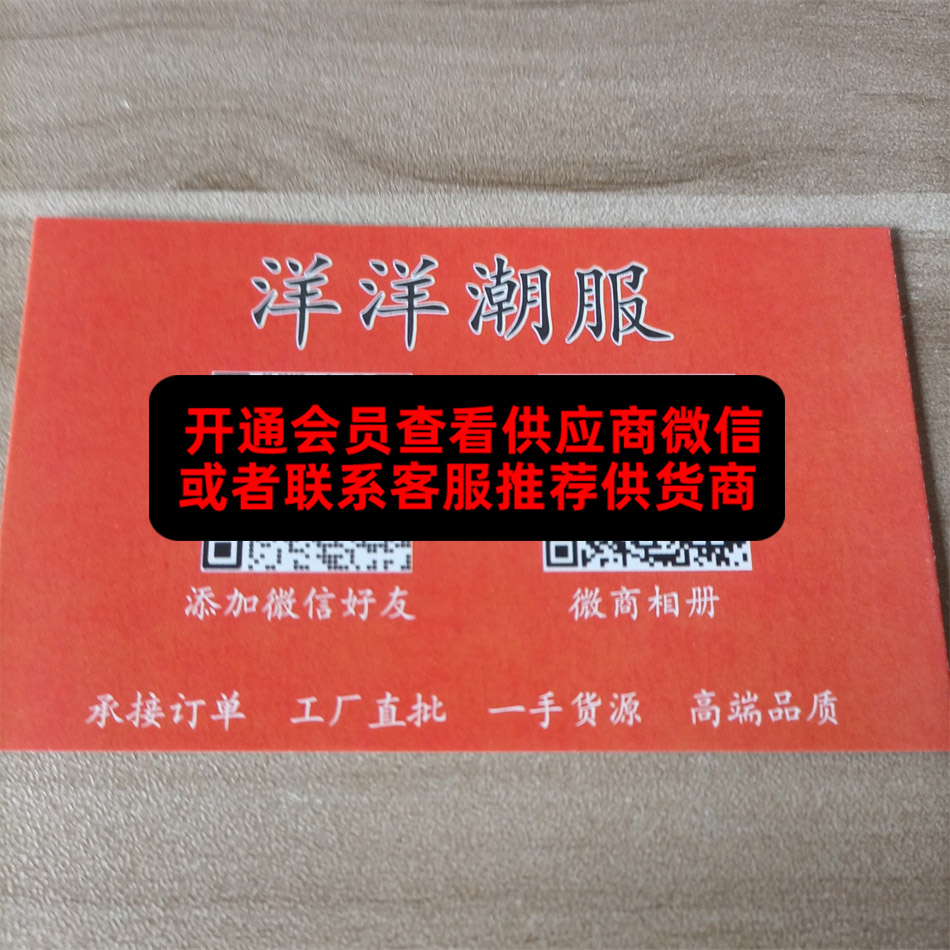 洋洋潮服
开通会员查看供应商微信
或者联系客服推荐供货商
添加微信好友 微商相册
承接订单 工厂直批 一手货源 高端品质